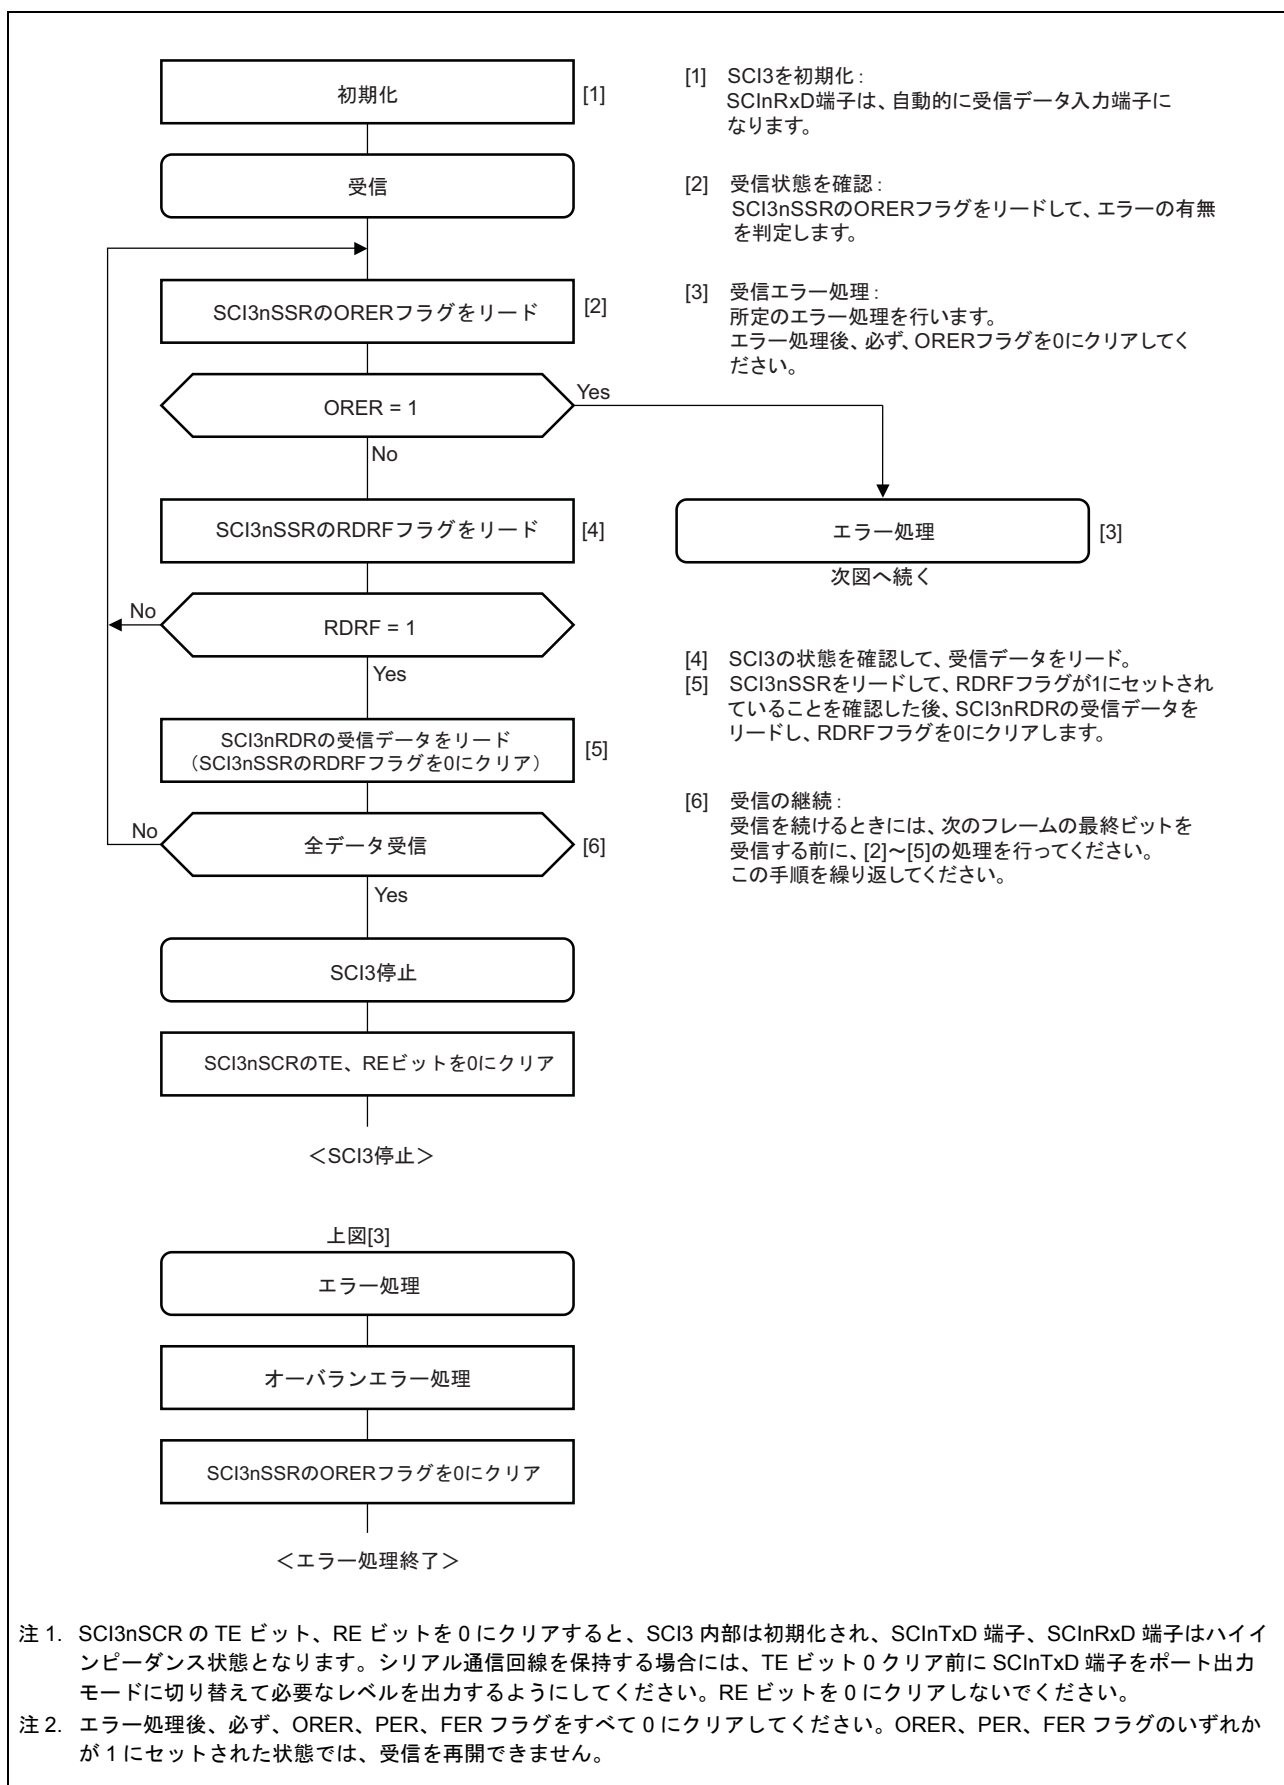 初期化
[1]
受信
SCI3nSSRのORERフラグをリード
[2]
ORER = 1
Yes
No
SCI3nSSRのRDRFフラグをリード
[4]
エラー処理
[3]
次図へ続く
No
RDRF = 1
Yes
SCI3nRDRの受信データをリード
（SCI3nSSRのRDRFフラグを0にクリア）
[5]
No
全データ受信
[6]
Yes
SCI3停止
SCI3nSCRのTE、REビットを0にクリア
＜SCI3停止＞
[1] SCI3を初期化：
SCInRxD端子は、自動的に受信データ入力端子に
なります。
[2] 受信状態を確認：
SCI3nSSRのORERフラグをリードして、エラーの有無
を判定します。
[3] 受信エラー処理：
所定のエラー処理を行います。
エラー処理後、必ず、ORERフラグを0にクリアしてく
ださい。
[4] SCI3の状態を確認して、受信データをリード。
[5] SCI3nSSRをリードして、RDRFフラグが1にセットされ
ていることを確認した後、SCI3nRDRの受信データを
リードし、RDRFフラグを0にクリアします。
[6] 受信の継続：
受信を続けるときには、次のフレームの最終ビットを
受信する前に、[2]～[5]の処理を行ってください。
この手順を繰り返してください。
上図[3]
エラー処理
オーバランエラー処理
SCI3nSSRのORERフラグを0にクリア
＜エラー処理終了＞
注 1. SCI3nSCR の TE ビット、RE ビットを 0 にクリアすると、SCI3 内部は初期化され、SCInTxD 端子、SCInRxD 端子はハイイ
ンピーダンス状態となります。シリアル通信回線を保持する場合には、TE ビット 0 クリア前に SCInTxD 端子をポート出力
モードに切り替えて必要なレベルを出力するようにしてください。RE ビットを 0 にクリアしないでください。
注 2. エラー処理後、必ず、ORER、PER、FER フラグをすべて 0 にクリアしてください。ORER、PER、FER フラグのいずれか
が 1 にセットされた状態では、受信を再開できません。